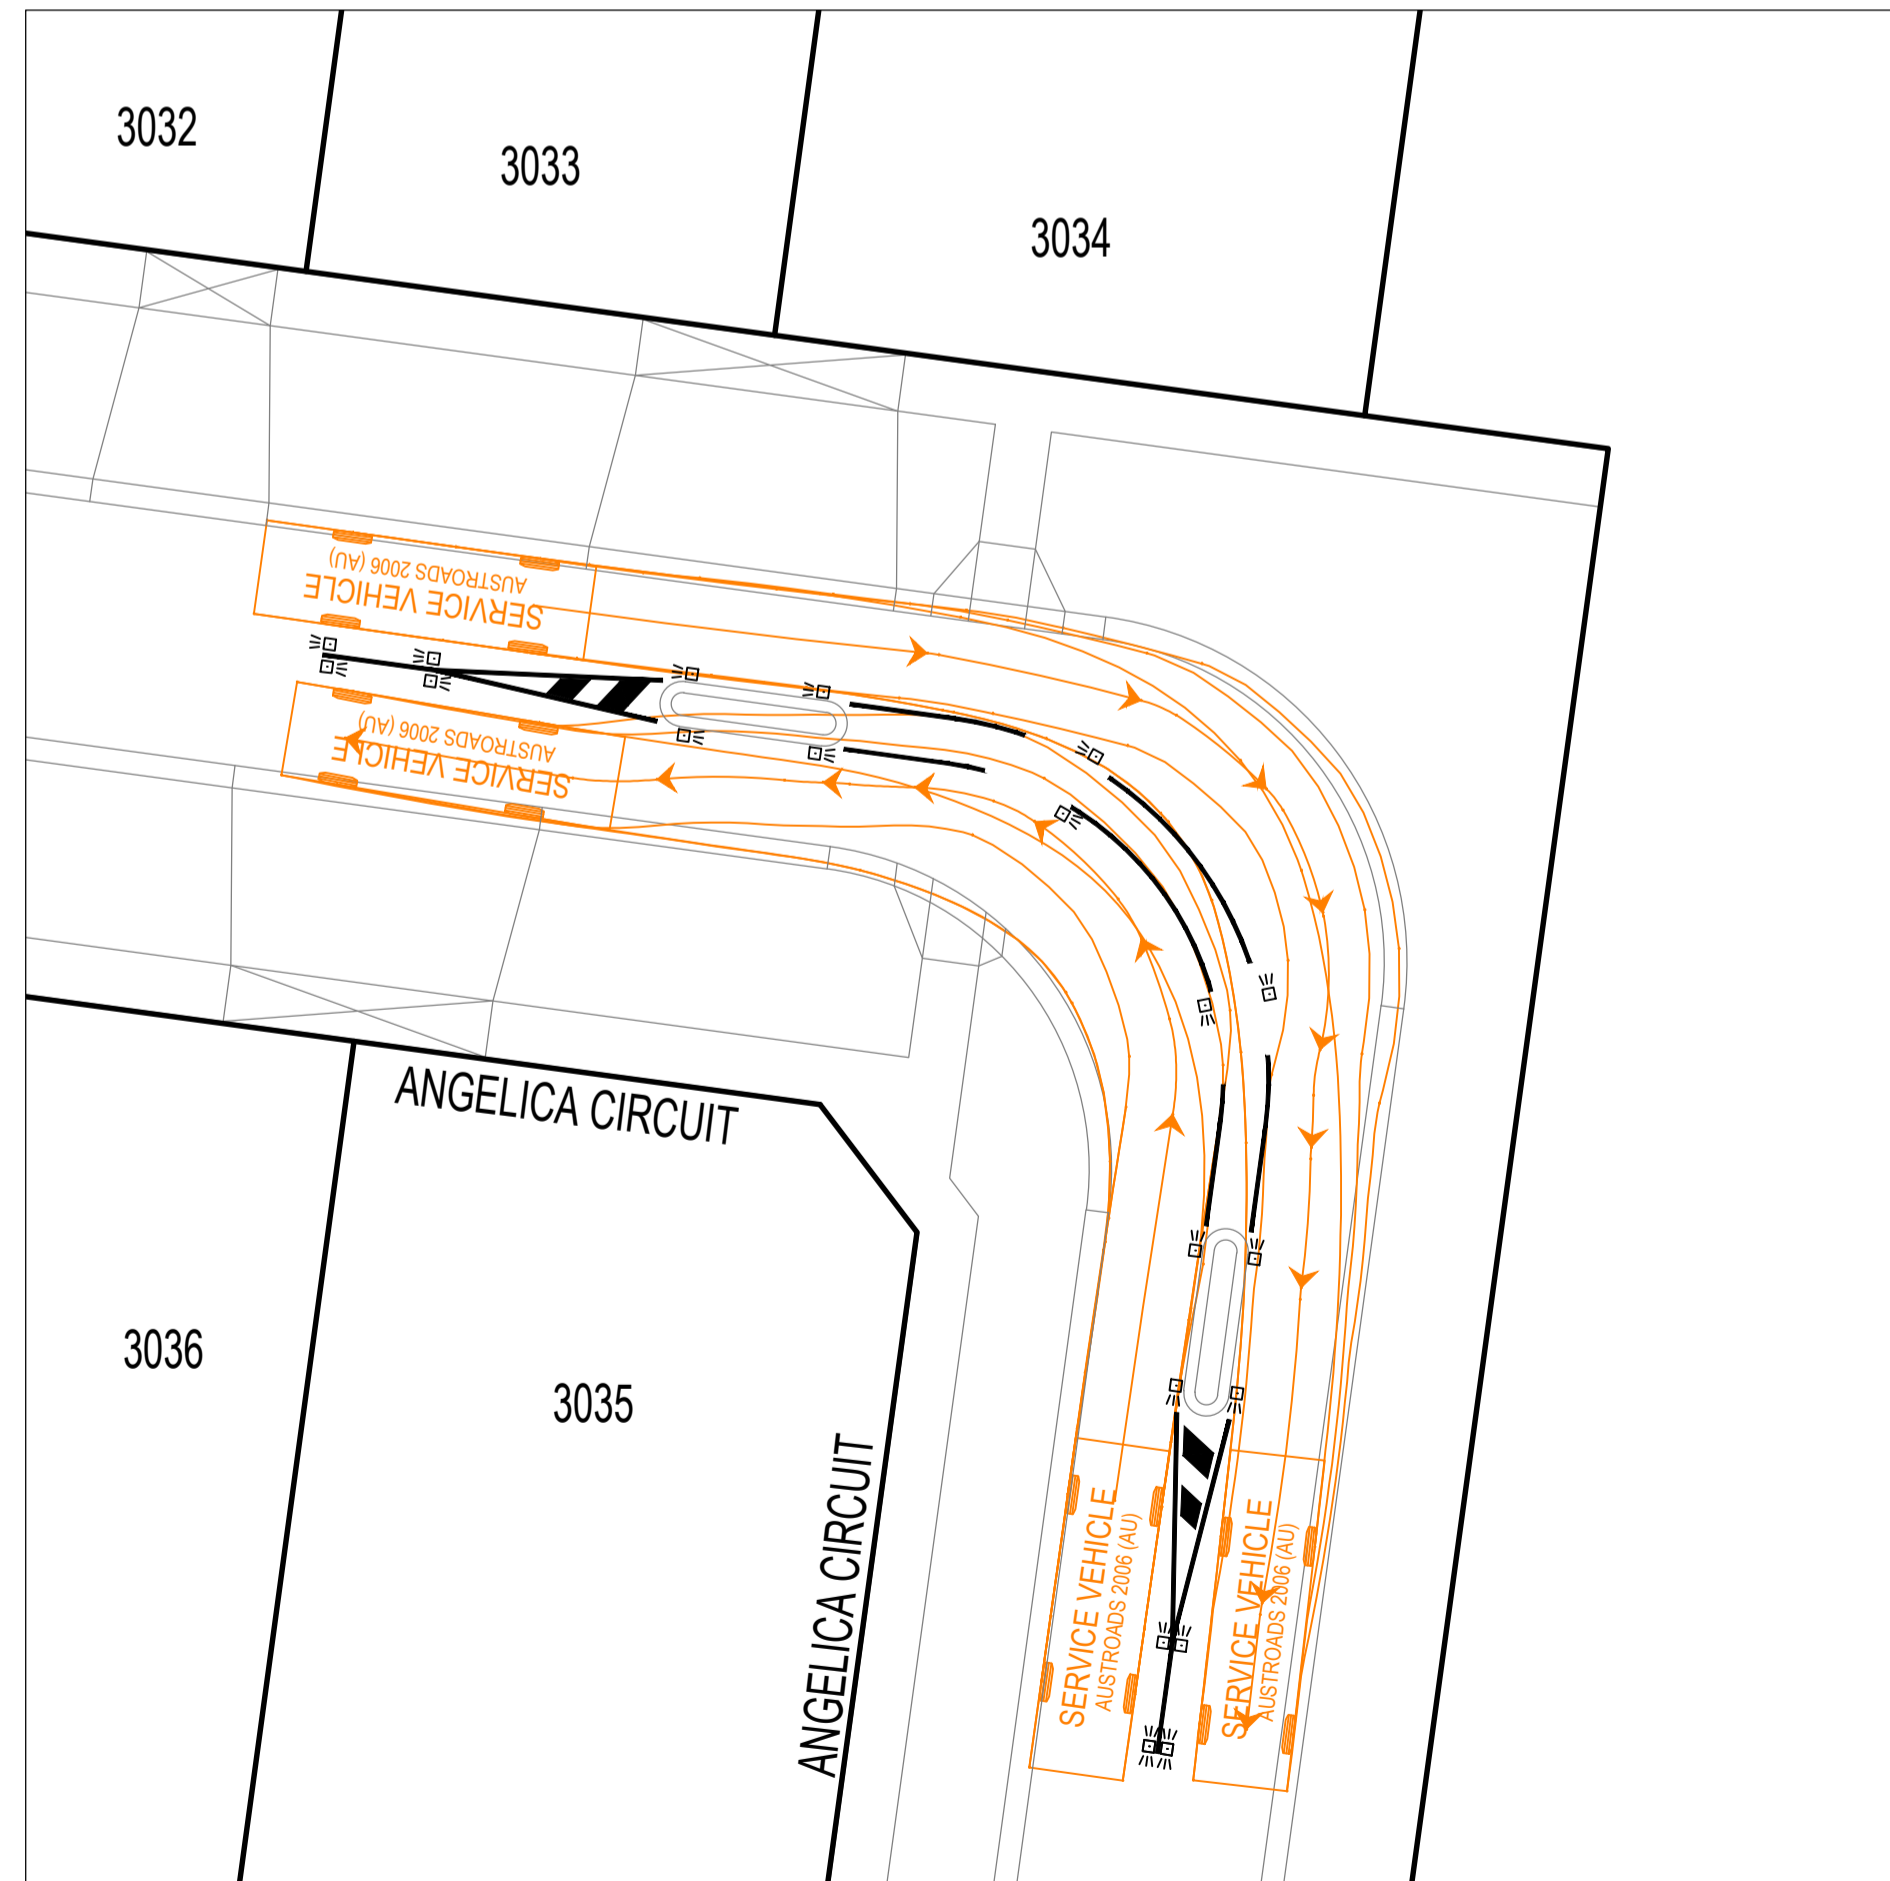 3032
3033
3034
AUSTROADS 2006 (AU)
SERVICE VEHICLE
AUSTROADS 2006 (AU)
SERVICE VEHICLE
ANGELICA CIRCUIT
3036
3035
ANGELICA CIRCUIT
SERVICE VEHICLE
AUSTROADS 2006 (AU)
SERVICE VEHICLE
AUSTROADS 2006 (AU)